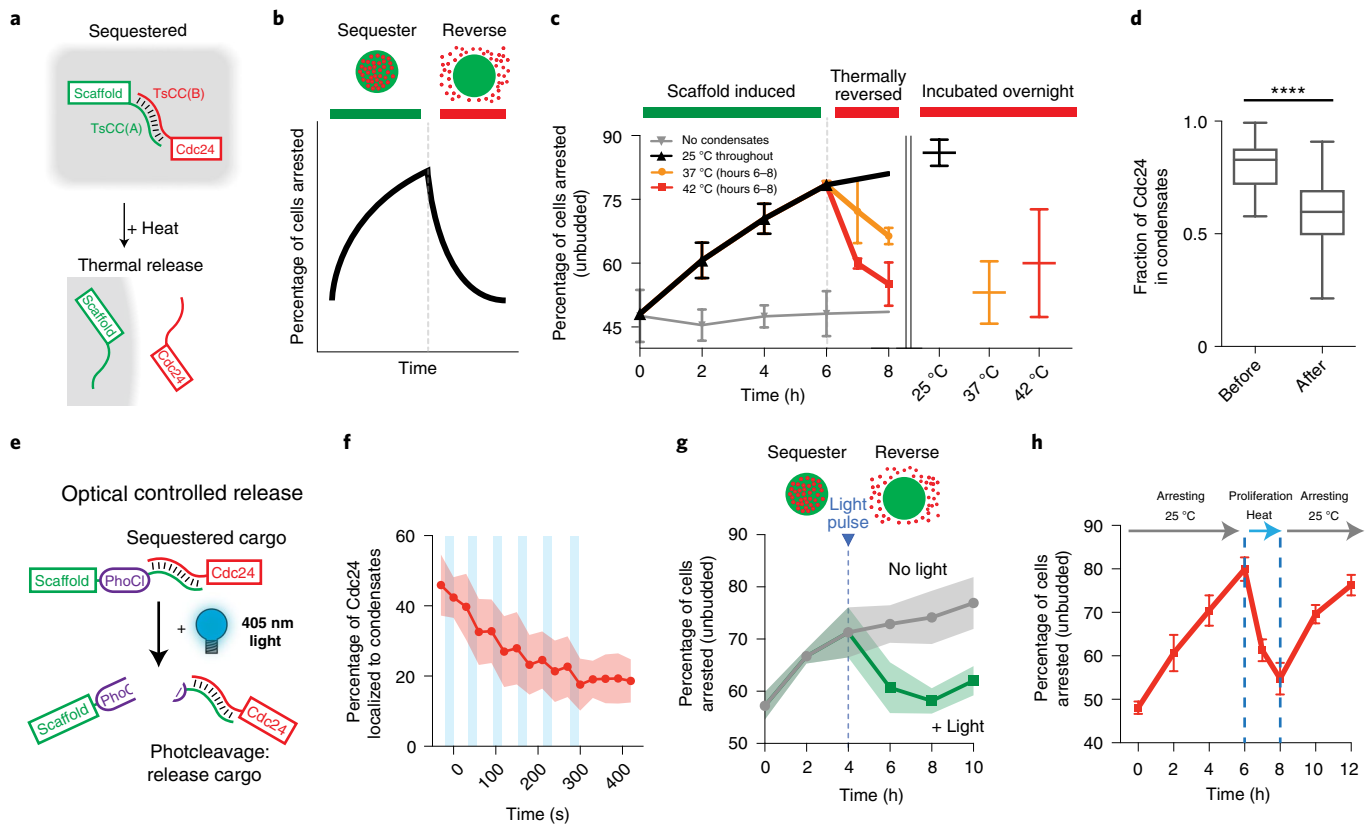 a
Sequestered
Scaffold
TsCC(B)
TsCC(A)
Cdc24
+ Heat
Thermal release
Scaffold
Cdc24
b
Sequester
Reverse
Percentage of cells arrested
Time
c
Scaffold induced
Thermally
reversed
Incubated overnight
Percentage of cells arrested
(unbudded)
90
75
60
45
No condensates
25 °C throughout
37 °C (hours 6–8)
42 °C (hours 6–8)
0
2
4
6
8
Time (h)
25 °C
37 °C
42 °C
d
Fraction of Cdc24
in condensates
1.0
0.5
0
****
Before
After
e
Optical controlled release
Sequestered cargo
Scaffold
PhoCl
Cdc24
+
405 nm
light
Scaffold
PhoC
Cdc24
Photcleavage:
release cargo
f
Percentage of Cdc24
localized to condensates
60
40
20
0
0
100
200
300
400
Time (s)
g
Sequester
Reverse
Light
pulse
Percentage of cells
arrested (unbudded)
90
80
70
60
50
No light
+ Light
0
2
4
6
8
10
Time (h)
h
Arresting
25 °C
Proliferation
Heat
Arresting
25 °C
Percentage of cells
arrested (unbudded)
90
80
70
60
50
40
0
2
4
6
8
10
12
Time (h)